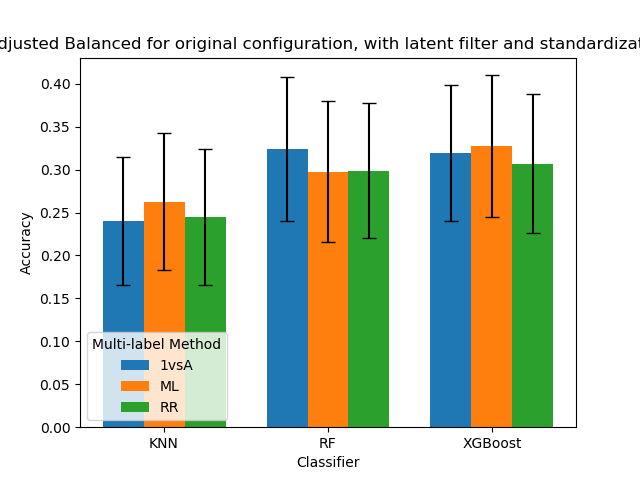 djusted Balanced for original configuration, with latent filter and standardizat
0.40
0.35
0.30
0.25
0.20
0.15
0.10
0.05
0.00
Accuracy
Multi-label Method
1vsA
ML
RR
KNN
RF
XGBoost
Classifier